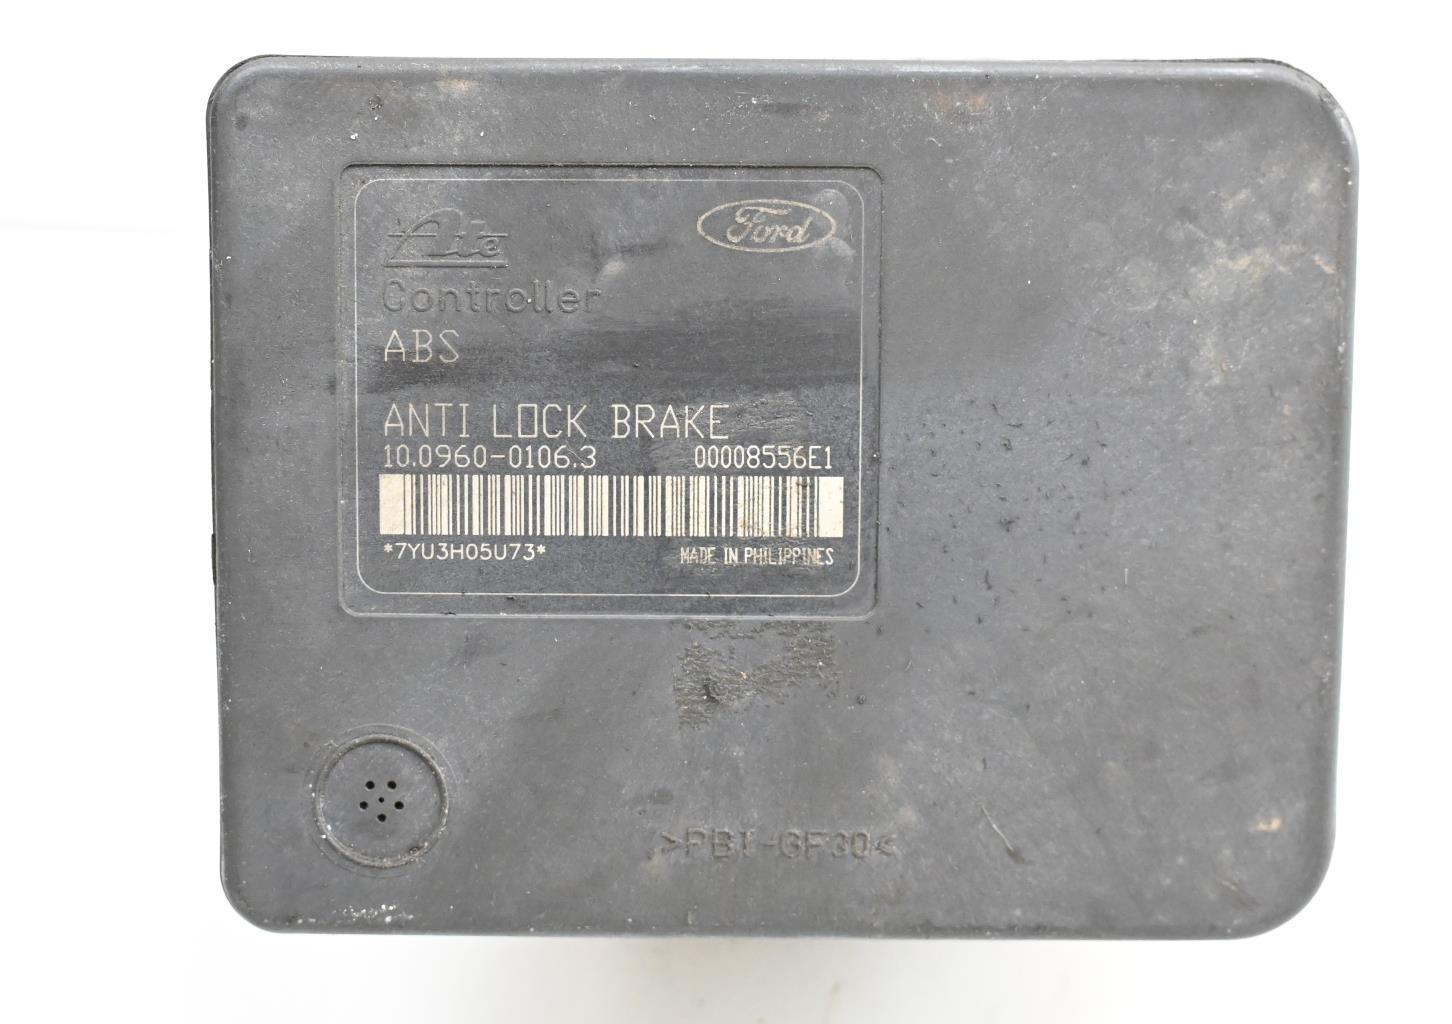 Ate
Ford
Controller
ABS
ANTI LOCK BRAKE
10.0960-0106.3 00008556E1
*7YU3H05U73* MADE IN PHILIPPINES
>PBT-GF30<